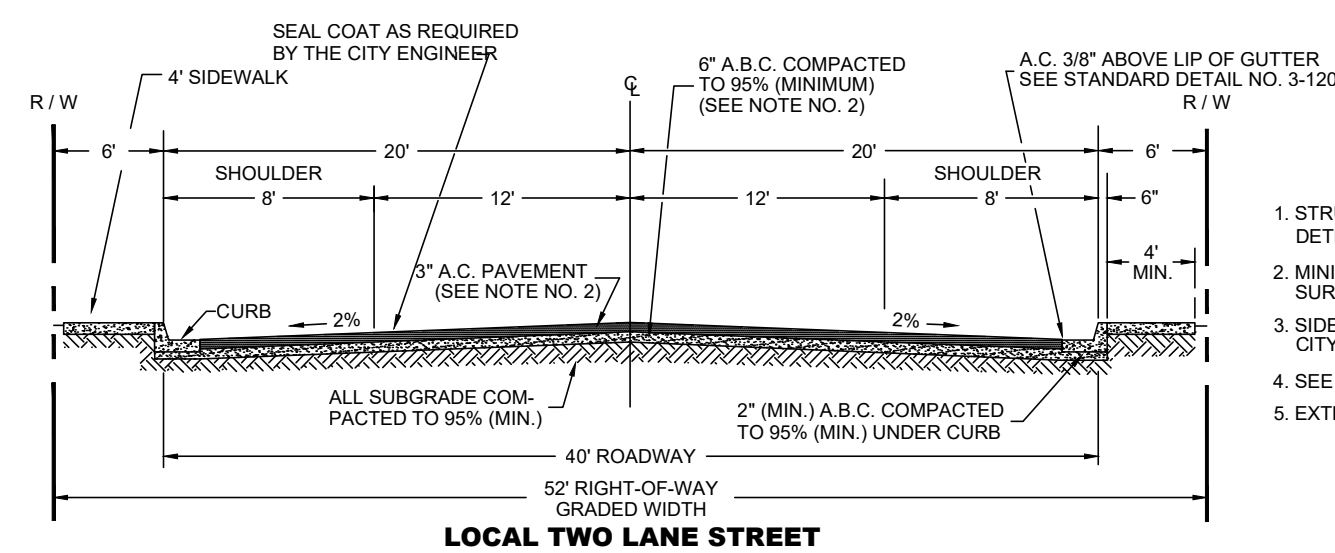 SEAL COAT AS REQUIRED
BY THE CITY ENGINEER
4' SIDEWALK
6" A.B.C. COMPACTED
TO 95% (MINIMUM)
(SEE NOTE NO. 2)
A.C. 3/8" ABOVE LIP OF GUTTER
SEE STANDARD DETAIL NO. 3-120
R / W
R / W
℄
6'
20'
20'
6'
SHOULDER
SHOULDER
8'
12'
12'
8'
6"
4'
MIN.
3" A.C. PAVEMENT
(SEE NOTE NO. 2)
CURB
2%
2%
ALL SUBGRADE COM-
PACTED TO 95% (MIN.)
2" (MIN.) A.B.C. COMPACTED
TO 95% (MIN.) UNDER CURB
40' ROADWAY
52' RIGHT-OF-WAY
GRADED WIDTH
LOCAL TWO LANE STREET
1. STRU
DET
2. MINI
SUR
3. SIDE
CITY
4. SEE
5. EXT